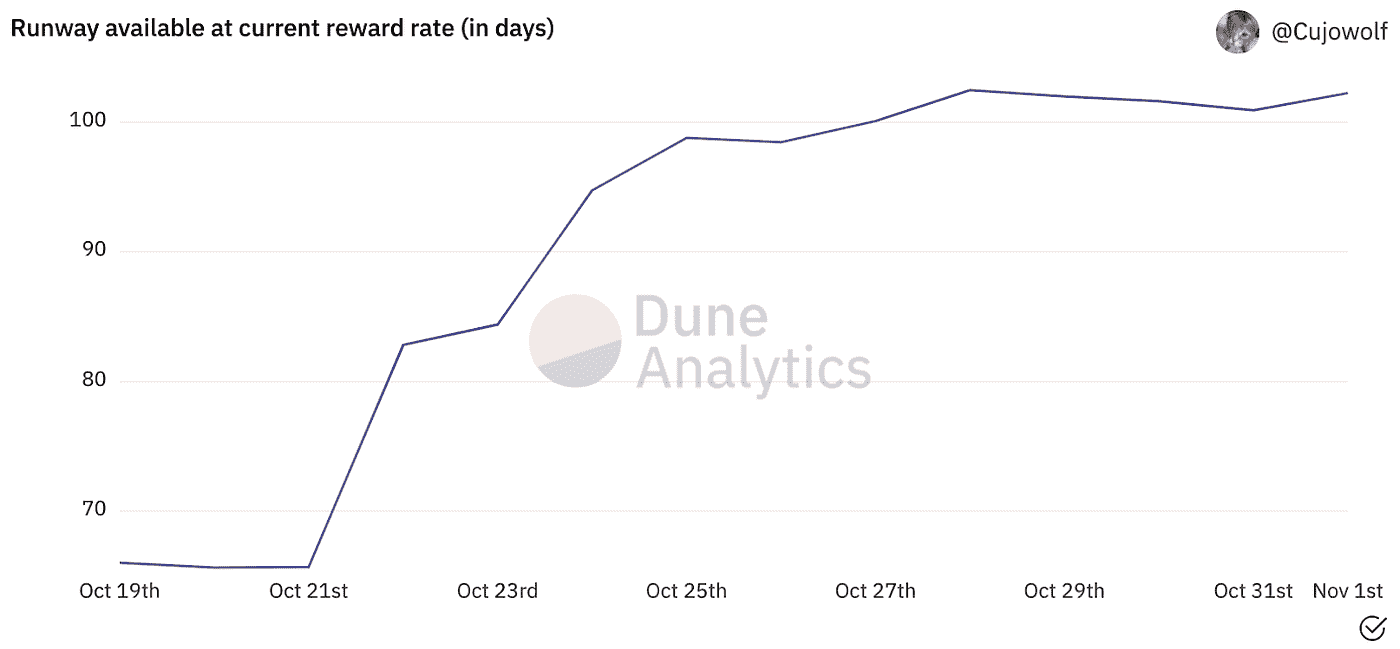 Runway available at current reward rate (in days)
@Cujowolf
100
90
80
70
Dune
Analytics
Oct 19th Oct 21st Oct 23rd Oct 25th Oct 27th Oct 29th Oct 31st Nov 1st